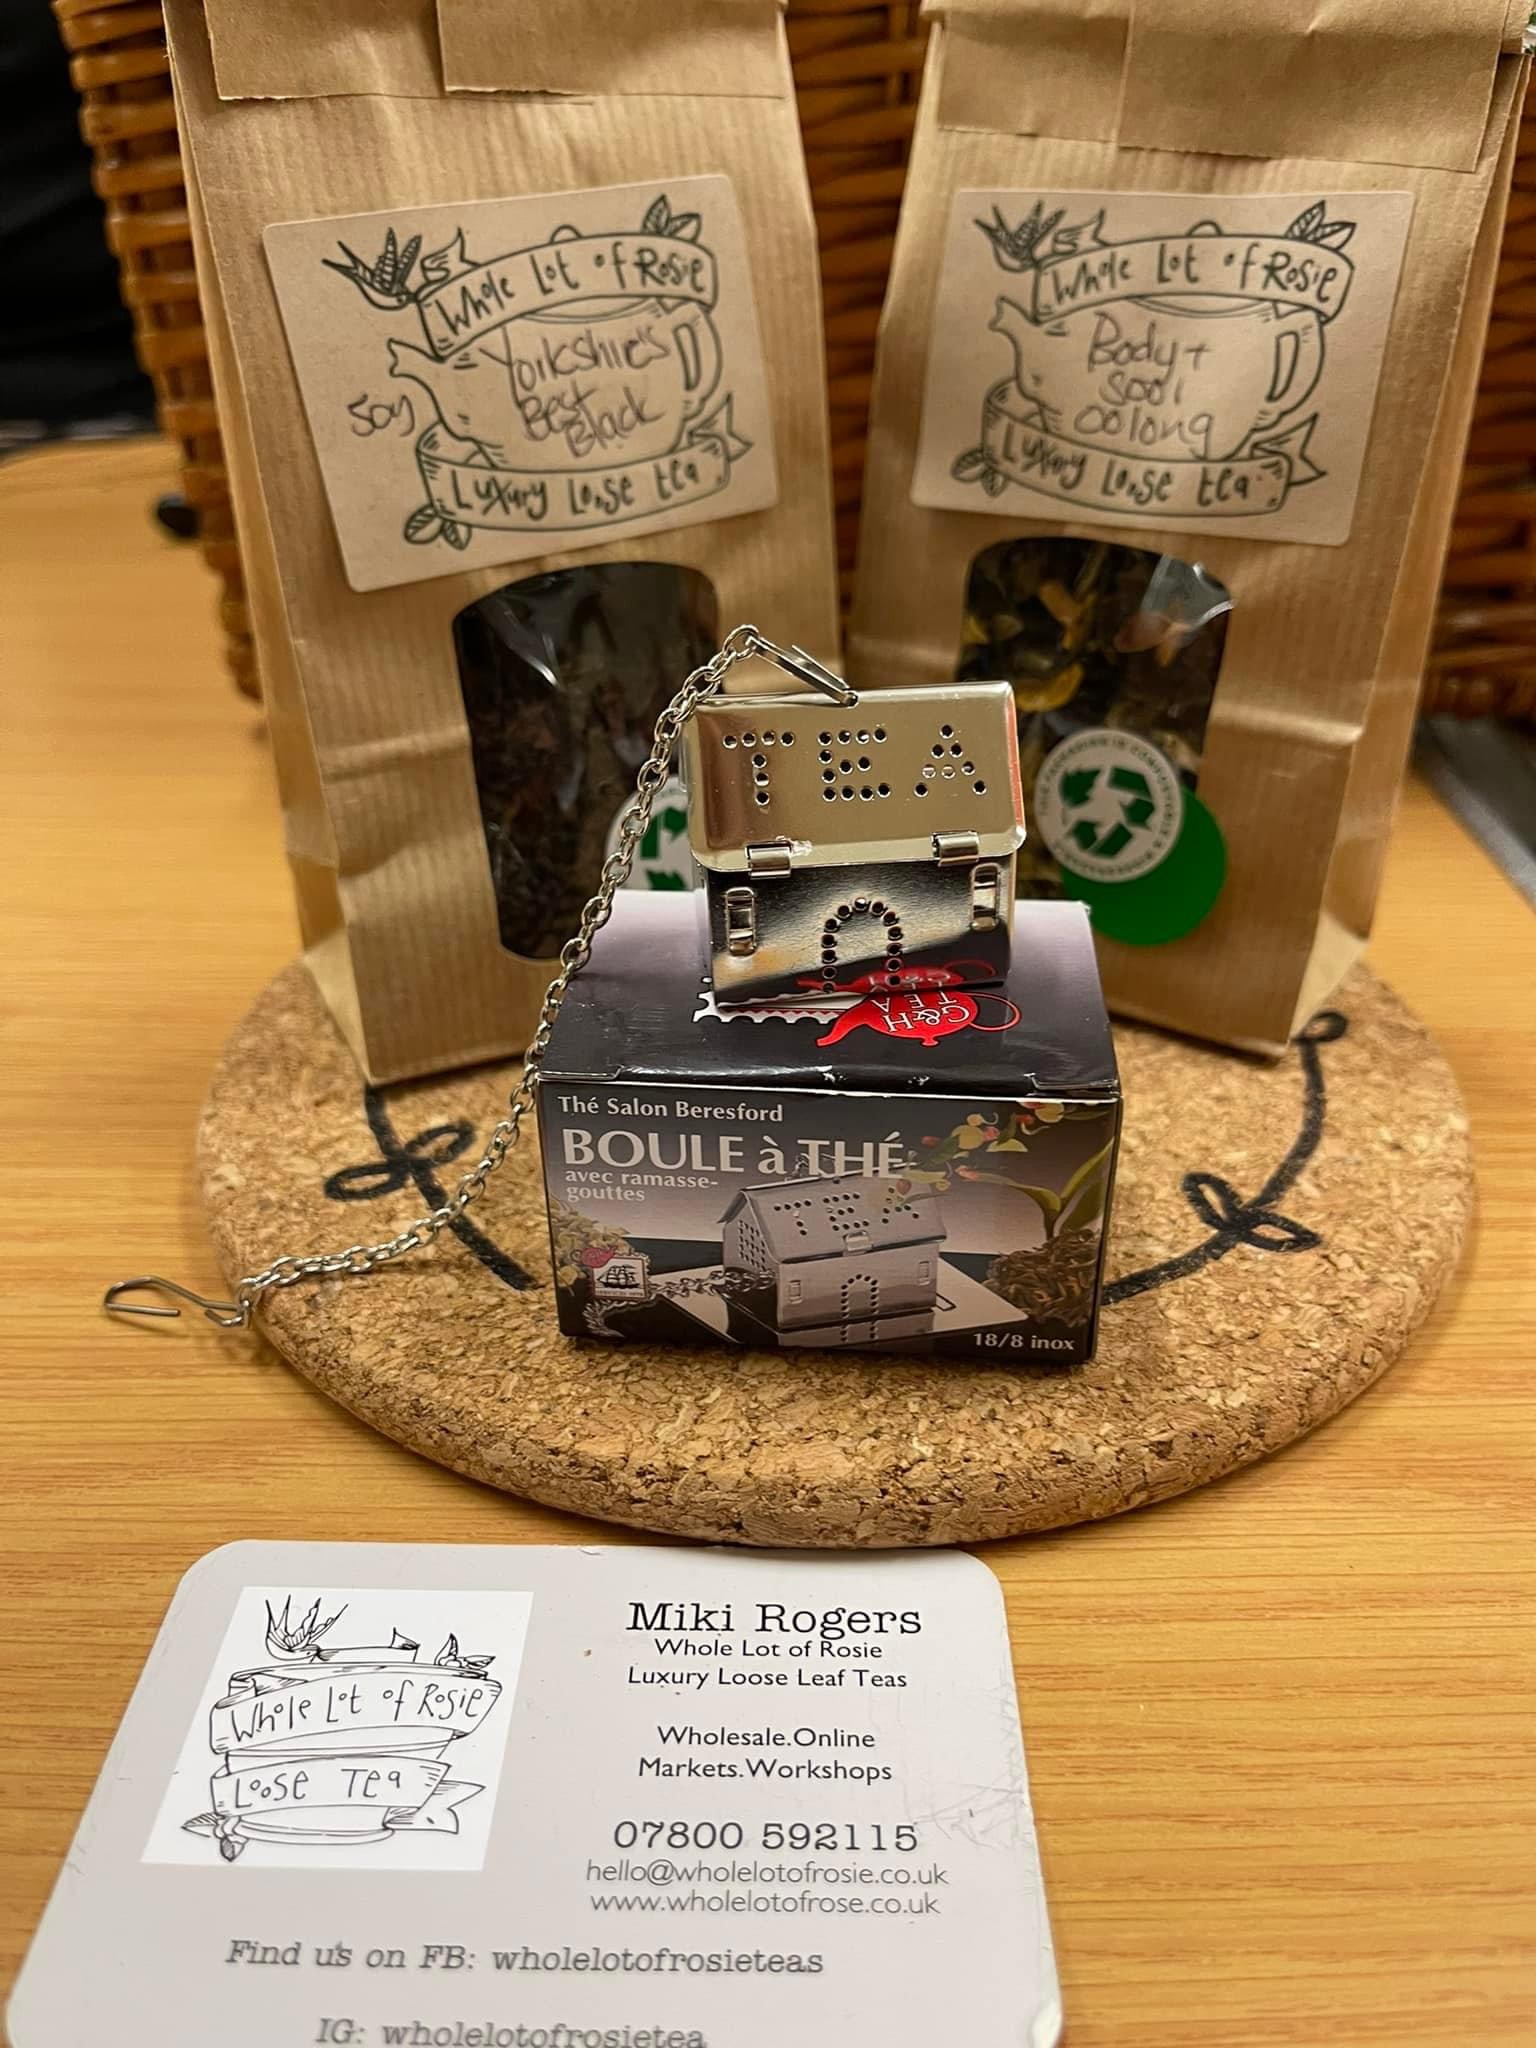 Whole Lot of Rosie
Yorkshire's
Best
Black
50g
Luxury Loose tea
Whole Lot of Rosie
Body +
Soul
oolong
Luxury Loose tea
TEA
G&H
TEA
Thé Salon Beresford
BOULE à THÉ
avec ramasse-
gouttes
TEA
18/8 inox
Whole Lot of Rosie
Loose Tea
Miki Rogers
Whole Lot of Rosie
Luxury Loose Leaf Teas
Wholesale.Online
Markets.Workshops
07800 592115
hello@wholelotofrosie.co.uk
www.wholelotofrose.co.uk
Find us on FB: wholelotofrosieteas
IG: wholelotofrosietea